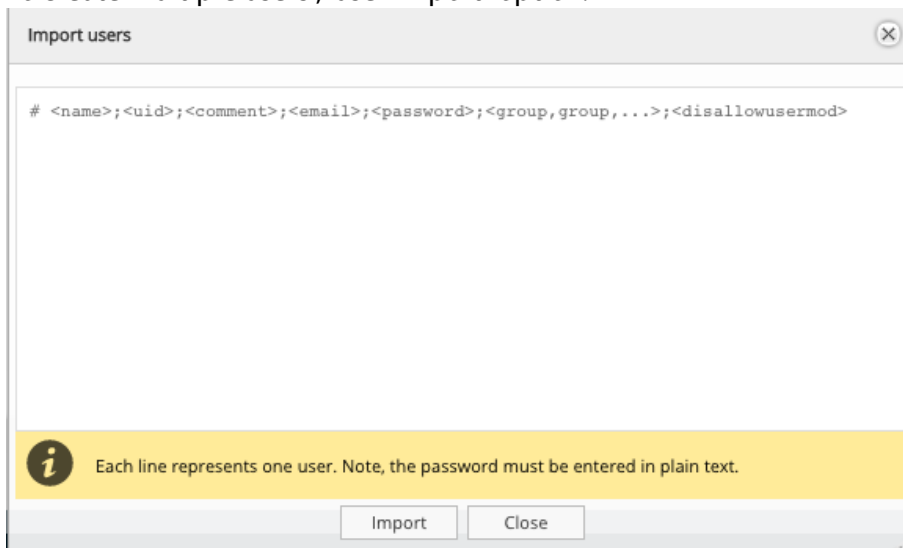 Import users
# <name>;<uid>;<comment>;<email>;<password>;<group,group,...>;<disallowusermod>
Each line represents one user. Note, the password must be entered in plain text.
Import Close